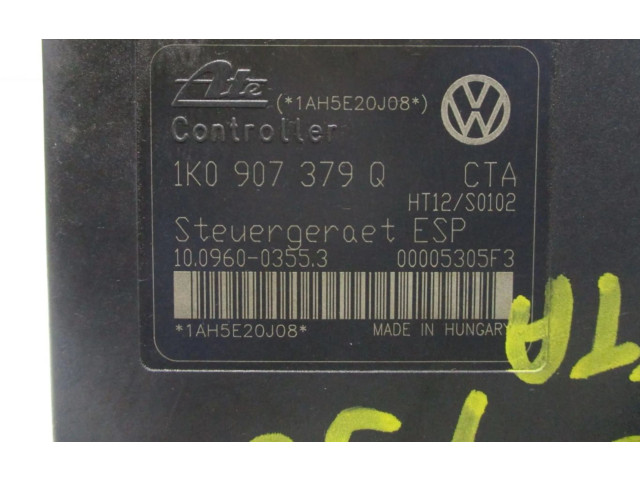 Ate (*1AH5E20J08*)
Controller
1K0 907 379 Q CTA
HT12/S0102
Steuergeraet ESP
10.0960-0355.3 00005305F3
*1AH5E20J08* MADE IN HUNGARY
TA